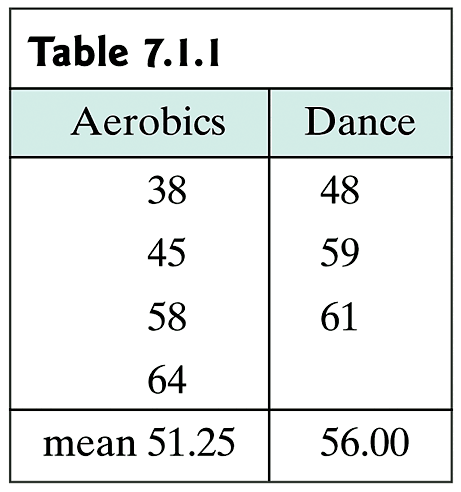 Table 7.1.1
Aerobics Dance
38 48
45 59
58 61
64
mean 51.25 56.00